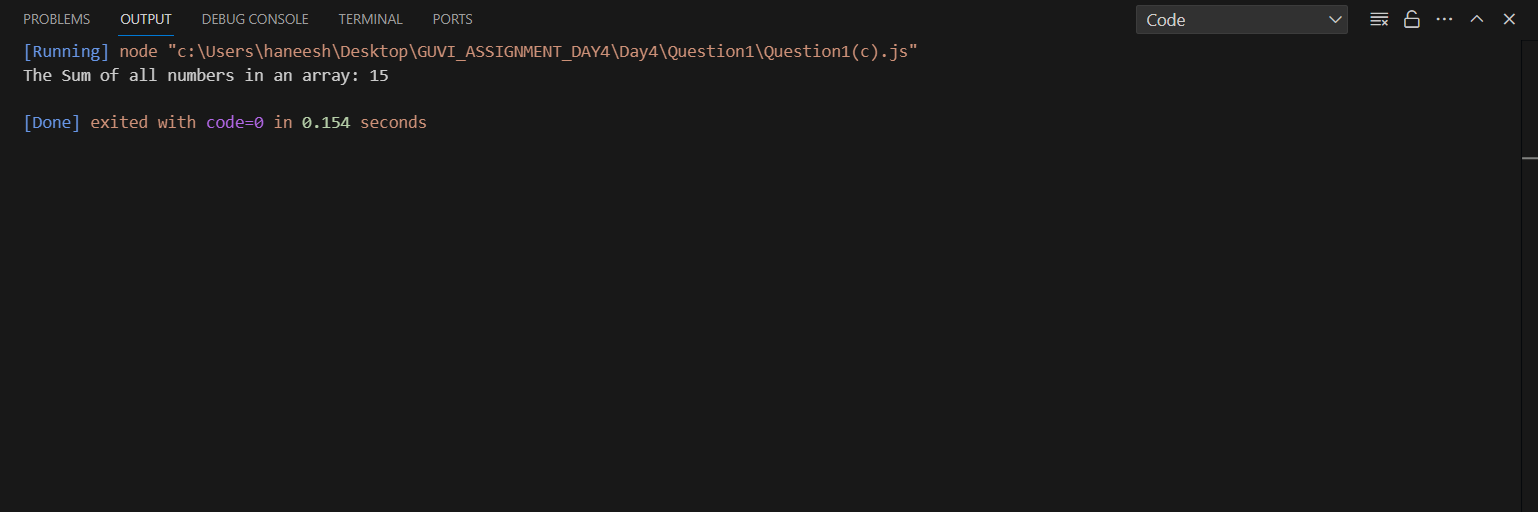 PROBLEMS OUTPUT DEBUG CONSOLE TERMINAL PORTS Code
[Running] node "c:\Users\haneesh\Desktop\GUVI_ASSIGNMENT_DAY4\Day4\Question1\Question1(c).js"
The Sum of all numbers in an array: 15
[Done] exited with code=0 in 0.154 seconds